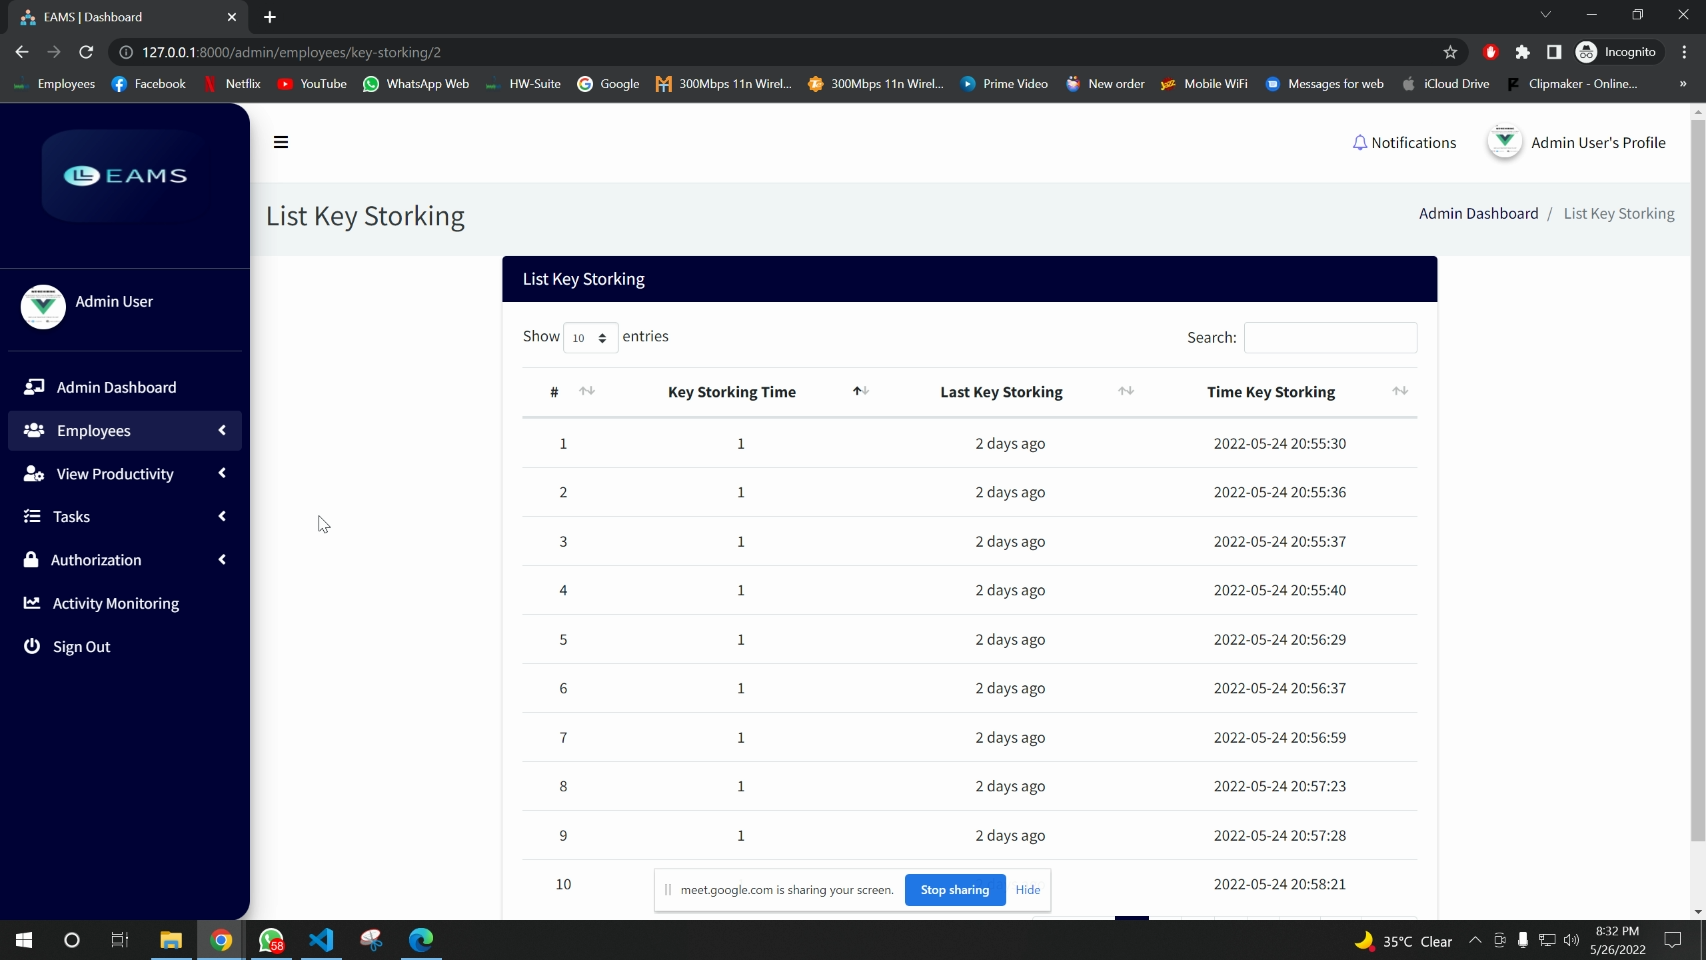 EAMS | Dashboard
127.0.0.1:8000/admin/employees/key-storking/2
Incognito
Employees Facebook Netflix YouTube WhatsApp Web HW-Suite Google 300Mbps 11n Wirel... 300Mbps 11n Wirel... Prime Video New order Mobile WiFi Messages for web iCloud Drive Clipmaker - Online... »
EAMS
Notifications Admin User's Profile
List Key Storking
Admin Dashboard / List Key Storking
Admin User
Admin Dashboard
Employees
View Productivity
Tasks
Authorization
Activity Monitoring
Sign Out
List Key Storking
Show 10 entries
Search:
# Key Storking Time Last Key Storking Time Key Storking
1 1 2 days ago 2022-05-24 20:55:30
2 1 2 days ago 2022-05-24 20:55:36
3 1 2 days ago 2022-05-24 20:55:37
4 1 2 days ago 2022-05-24 20:55:40
5 1 2 days ago 2022-05-24 20:56:29
6 1 2 days ago 2022-05-24 20:56:37
7 1 2 days ago 2022-05-24 20:56:59
8 1 2 days ago 2022-05-24 20:57:23
9 1 2 days ago 2022-05-24 20:57:28
10 2022-05-24 20:58:21
meet.google.com is sharing your screen. Stop sharing Hide
58
35°C Clear
8:32 PM
5/26/2022